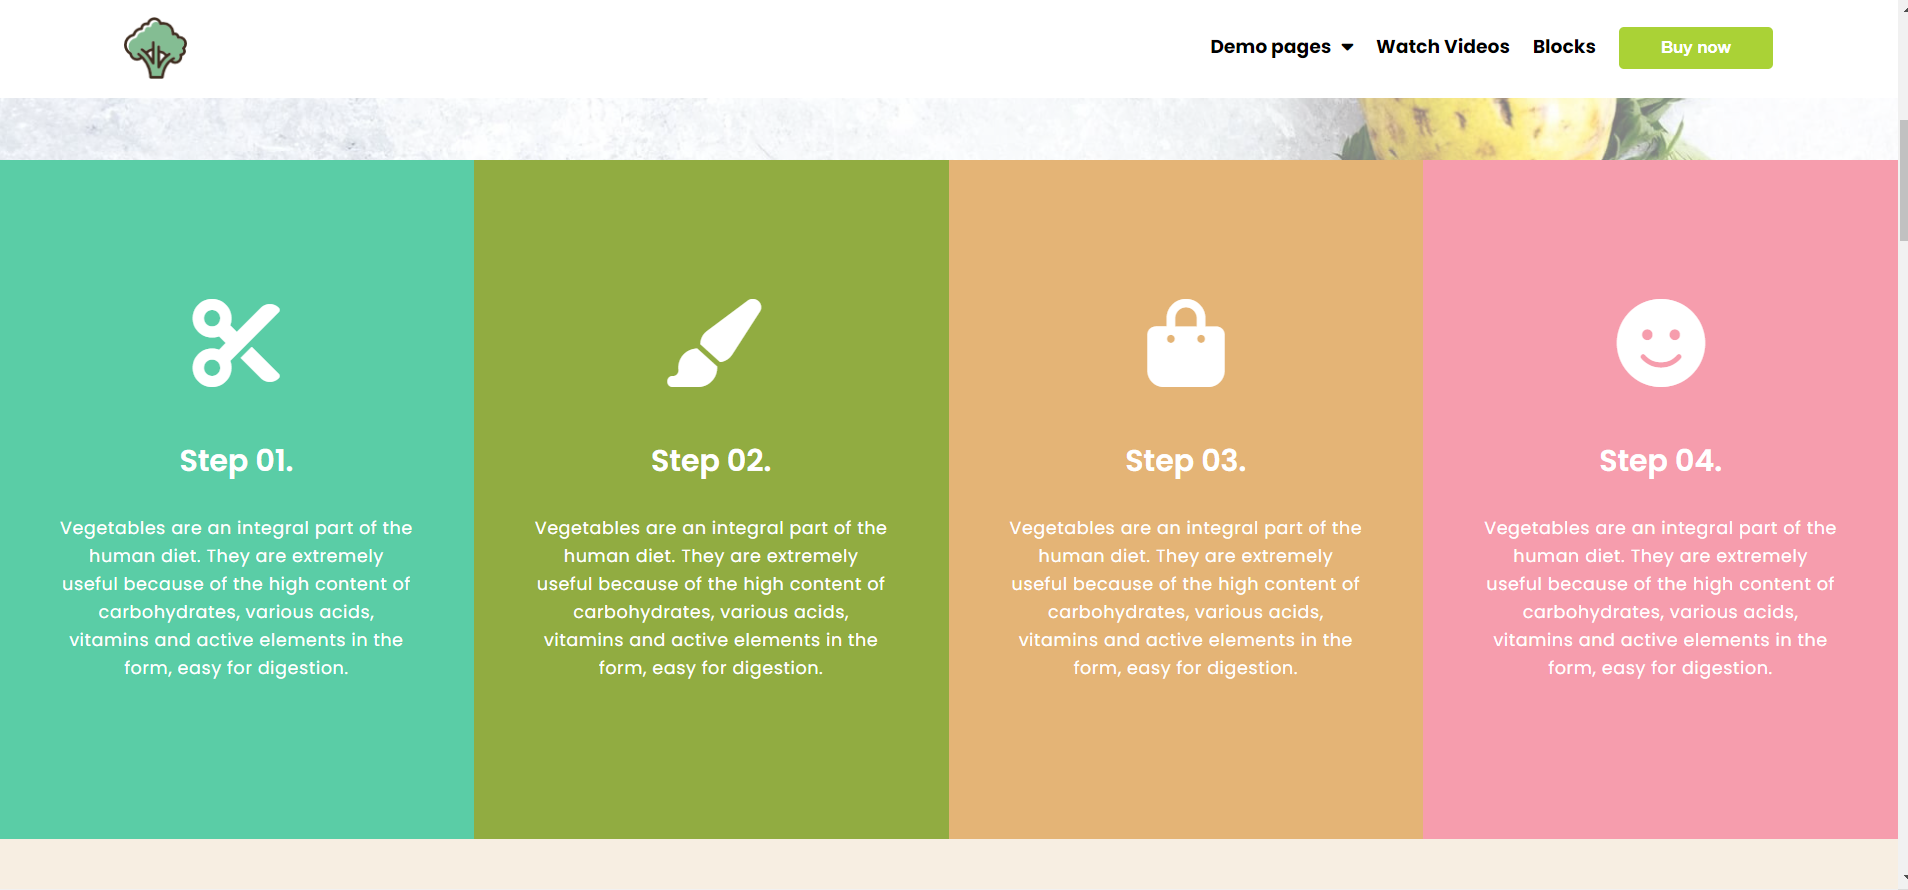 Demo pages
Watch Videos
Blocks
Buy now
Step 01.
Vegetables are an integral part of the
human diet. They are extremely
useful because of the high content of
carbohydrates, various acids,
vitamins and active elements in the
form, easy for digestion.
Step 02.
Vegetables are an integral part of the
human diet. They are extremely
useful because of the high content of
carbohydrates, various acids,
vitamins and active elements in the
form, easy for digestion.
Step 03.
Vegetables are an integral part of the
human diet. They are extremely
useful because of the high content of
carbohydrates, various acids,
vitamins and active elements in the
form, easy for digestion.
Step 04.
Vegetables are an integral part of the
human diet. They are extremely
useful because of the high content of
carbohydrates, various acids,
vitamins and active elements in the
form, easy for digestion.